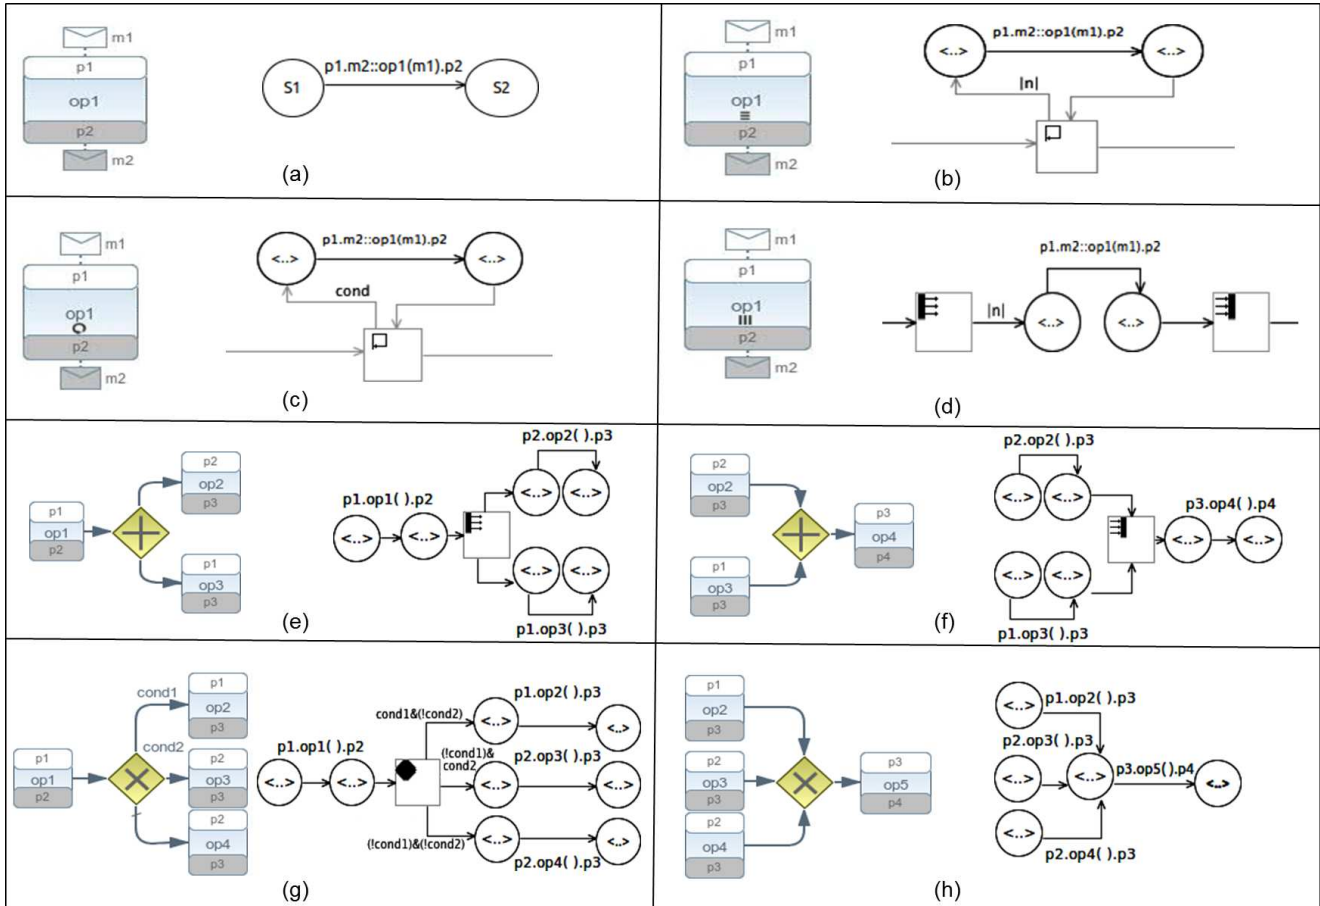 m1
p1
op1
p2
m2
p1.m2::op1(m1).p2
S1
S2
(a)
m1
p1
op1
p2
m2
p1.m2::op1(m1).p2
<..>
<..>
|n|
(b)
m1
p1
op1
p2
m2
p1.m2::op1(m1).p2
<..>
<..>
cond
(c)
m1
p1
op1
p2
m2
p1.m2::op1(m1).p2
|n|
<..>
<..>
(d)
p1
op1
p2
p2
op2
p3
p1
op3
p3
p1.op1( ).p2
<..>
<..>
p2.op2( ).p3
<..>
<..>
<..>
<..>
p1.op3( ).p3
(e)
p2
op2
p3
p1
op3
p3
p3
op4
p4
p2.op2( ).p3
<..>
<..>
<..>
<..>
p1.op3( ).p3
p3.op4( ).p4
<..>
<..>
(f)
p1
op1
p2
cond1
cond2
p1
op2
p3
p2
op3
p3
p2
op4
p3
p1.op1( ).p2
<..>
<..>
cond1&(!cond2)
(!cond1)&
cond2
(!cond1)&(!cond2)
p1.op2( ).p3
<..>
<..>
p2.op3( ).p3
<..>
<..>
<..>
<..>
p2.op4( ).p3
(g)
p1
op2
p3
p2
op3
p3
p2
op4
p3
p3
op5
p4
p1.op2( ).p3
<..>
p2.op3( ).p3
<..>
<..>
p3.op5().p4
<..>
<..>
p2.op4( ).p3
(h)